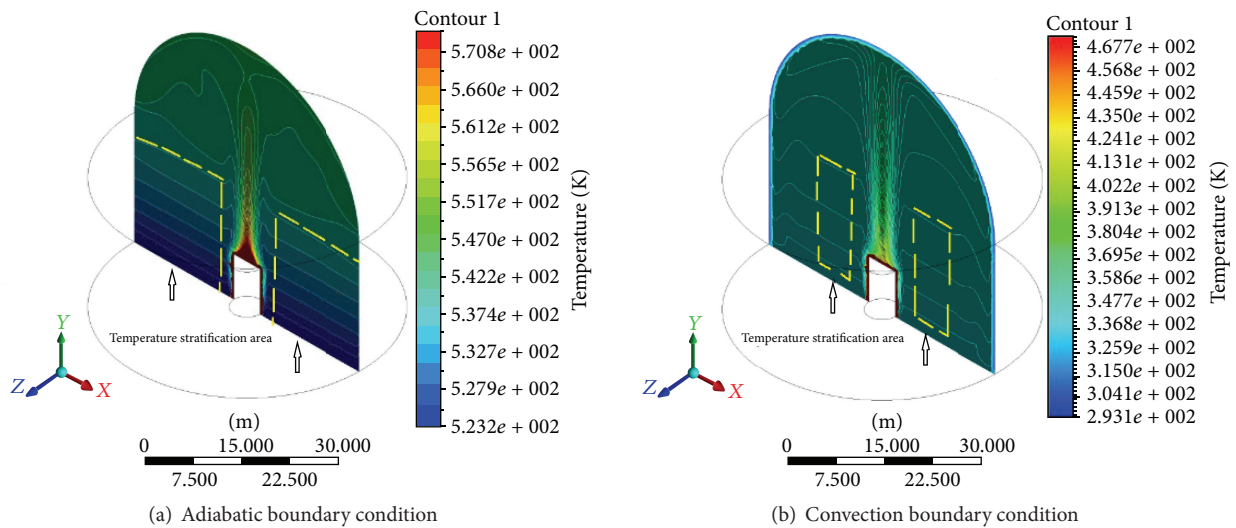 Contour 1
5.708e + 002
5.660e + 002
5.612e + 002
5.565e + 002
5.517e + 002
5.470e + 002
5.422e + 002
5.374e + 002
5.327e + 002
5.279e + 002
5.232e + 002
Temperature (K)
Temperature stratification area
Y
Z
X
(m)
0 15.000 30.000
7.500 22.500
(a) Adiabatic boundary condition
Contour 1
4.677e + 002
4.568e + 002
4.459e + 002
4.350e + 002
4.241e + 002
4.131e + 002
4.022e + 002
3.913e + 002
3.804e + 002
3.695e + 002
3.586e + 002
3.477e + 002
3.368e + 002
3.259e + 002
3.150e + 002
3.041e + 002
2.931e + 002
Temperature (K)
Temperature stratification area
Y
Z
X
(m)
0 15.000 30.000
7.500 22.500
(b) Convection boundary condition